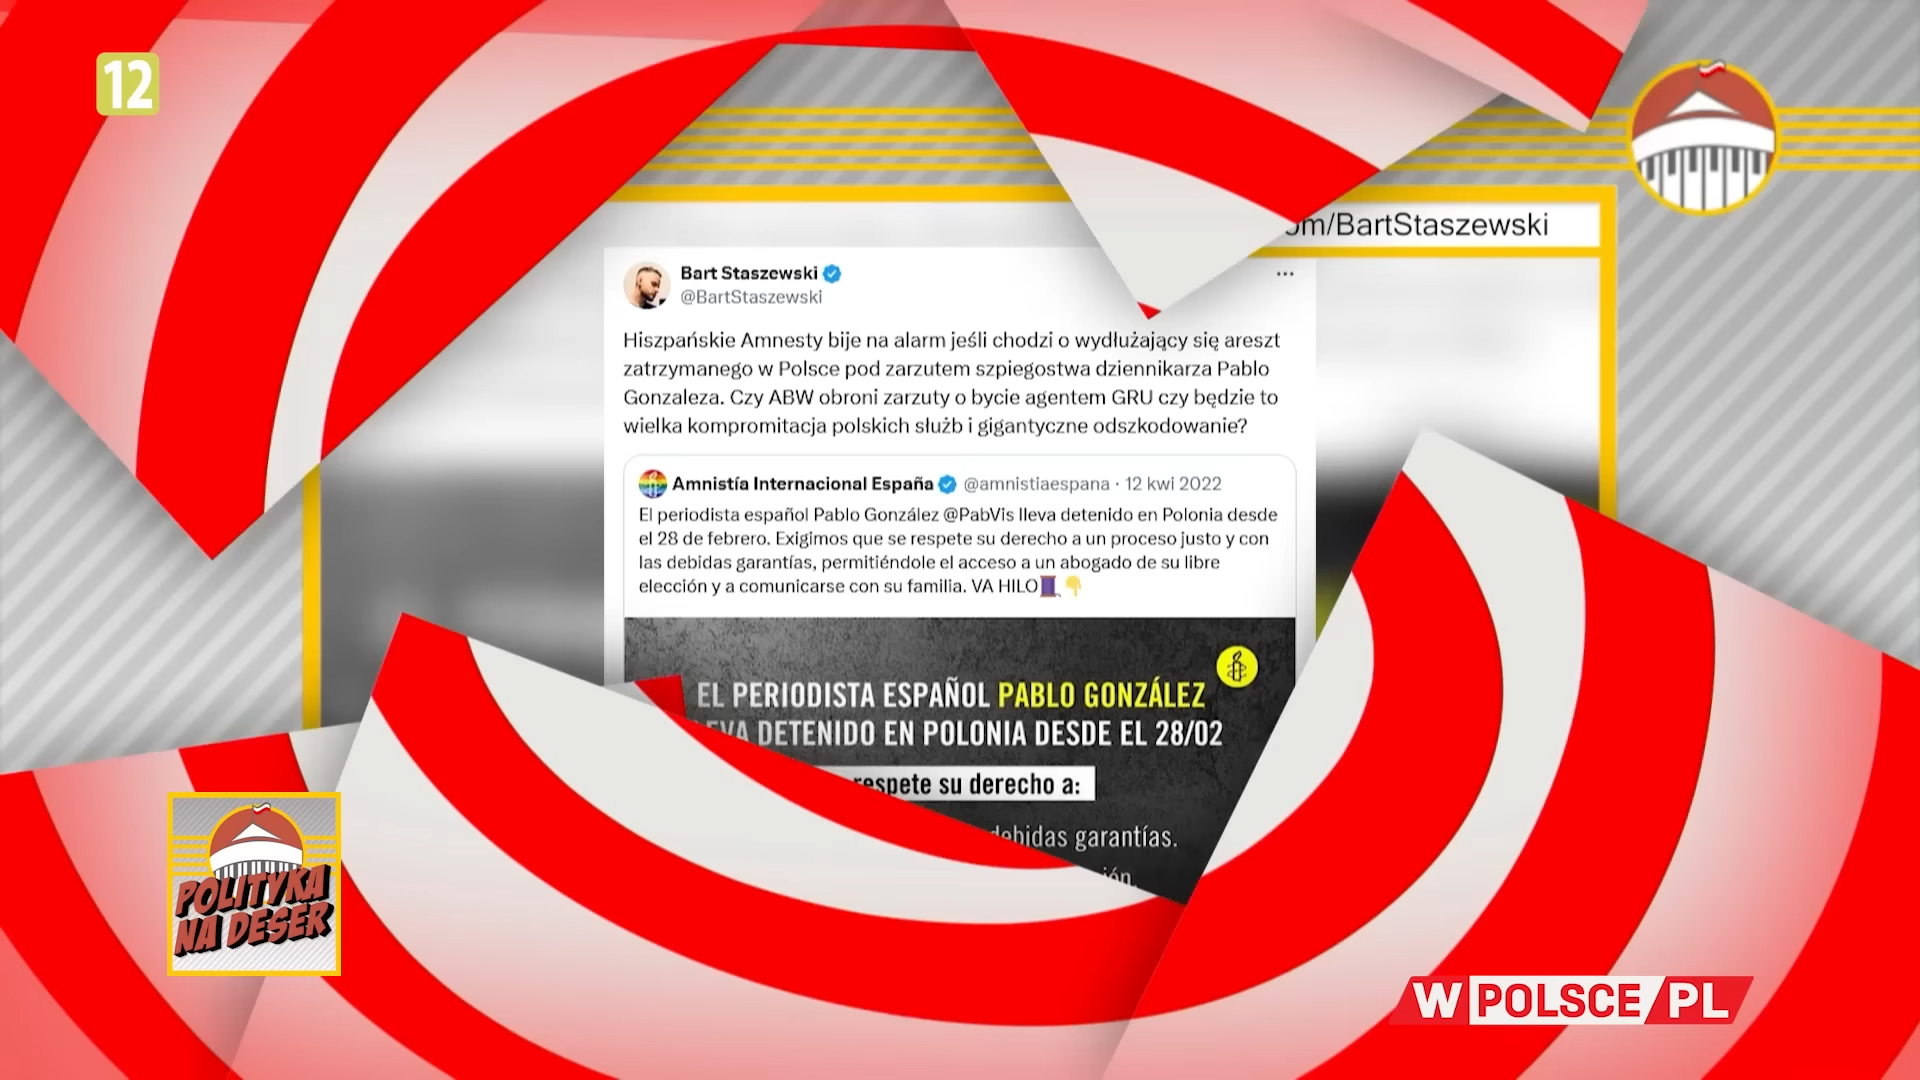 12
om/BartStaszewski
Bart Staszewski
@BartStaszewski
Hiszpańskie Amnesty bije na alarm jeśli chodzi o wydłużający się areszt
zatrzymanego w Polsce pod zarzutem szpiegostwa dziennikarza Pablo
Gonzaleza. Czy ABW obroni zarzuty o bycie agentem GRU czy będzie to
wielka kompromitacja polskich służb i gigantyczne odszkodowanie?
Amnistía Internacional España @amnistiaespana · 12 kwi 2022
El periodista español Pablo González @PabVis lleva detenido en Polonia desde
el 28 de febrero. Exigimos que se respete su derecho a un proceso justo y con
las debidas garantías, permitiéndole el acceso a un abogado de su libre
elección y a comunicarse con su familia. VA HILO🧵👇
EL PERIODISTA ESPAÑOL PABLO GONZÁLEZ
EVA DETENIDO EN POLONIA DESDE EL 28/02
respete su derecho a:
debidas garantías.
ión.
POLITYKA
NA DESER
WPOLSCE/PL